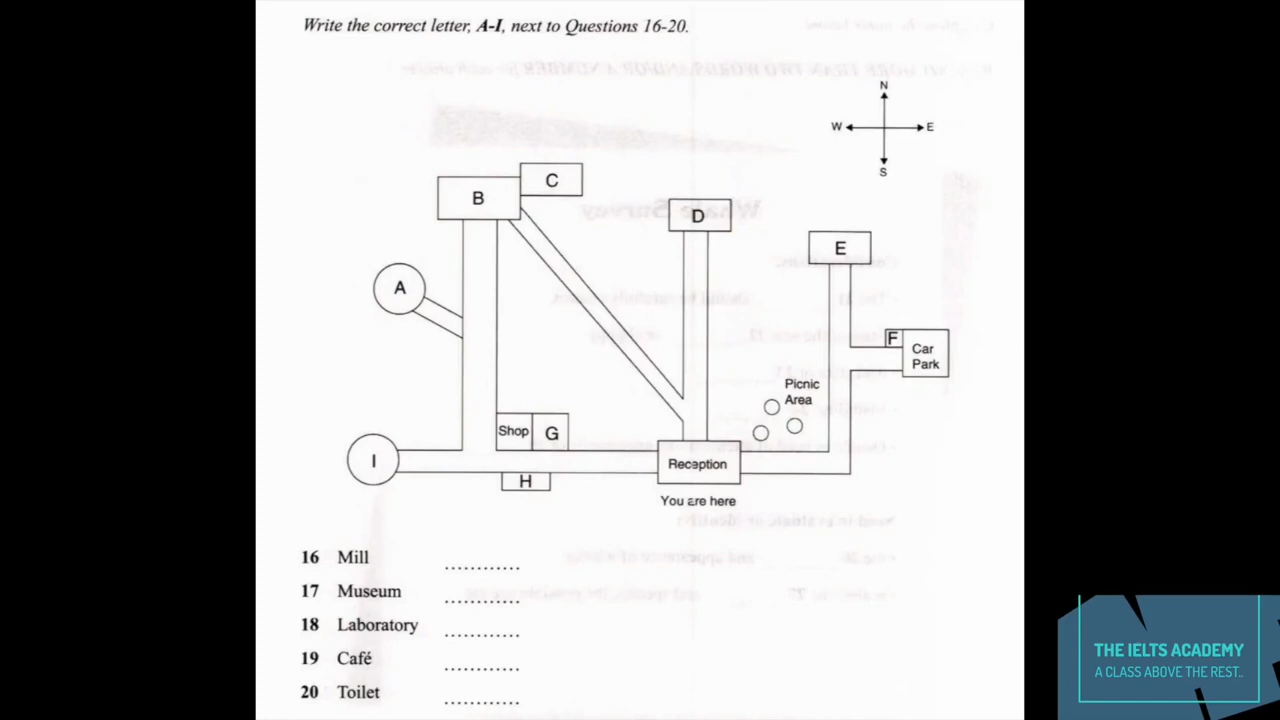 Write the correct letter, A-I, next to Questions 16-20.
N
W E
S
C
B
D
E
A
F
Car
Park
Picnic
Area
Shop G
I
Reception
H
You are here
16 Mill ............
17 Museum ............
18 Laboratory ............
19 Café ............
20 Toilet ............
THE IELTS ACADEMY
A CLASS ABOVE THE REST..